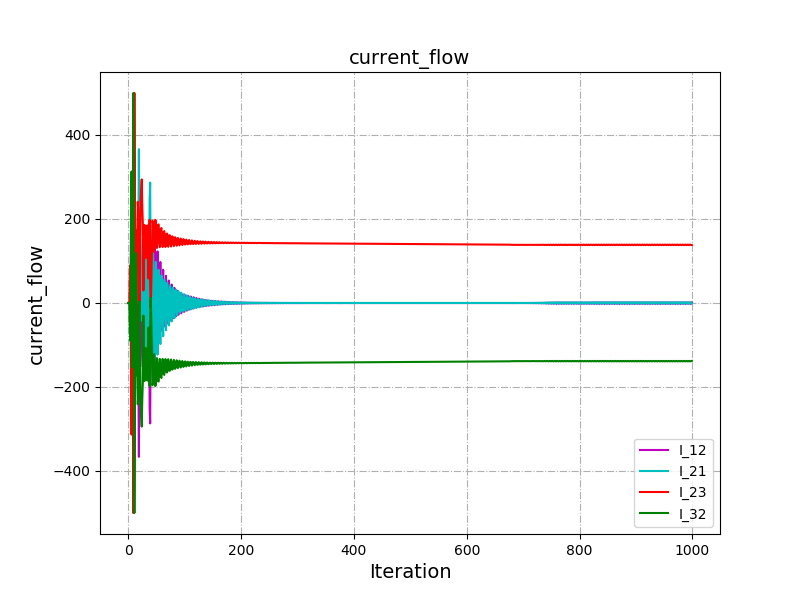 current_flow
current_flow
400
200
0
−200
−400
0
200
400
600
800
1000
Iteration
I_12
I_21
I_23
I_32